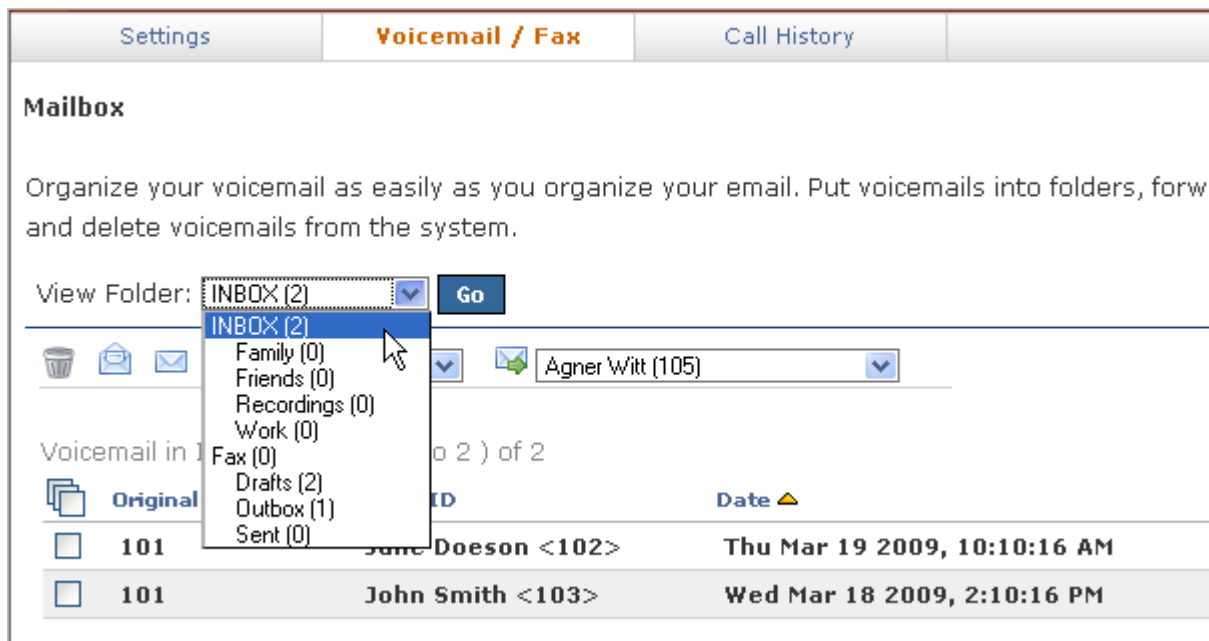 Settings Voicemail / Fax Call History
Mailbox
Organize your voicemail as easily as you organize your email. Put voicemails into folders, forw
and delete voicemails from the system.
View Folder: INBOX (2) Go
INBOX (2)
Family (0)
Friends (0)
Recordings (0)
Work (0)
Fax (0)
Drafts (2)
Outbox (1)
Sent (0)
Agner Witt (105)
Voicemail in o 2 ) of 2
Original ID Date
101 Jane Doeson <102> Thu Mar 19 2009, 10:10:16 AM
101 John Smith <103> Wed Mar 18 2009, 2:10:16 PM